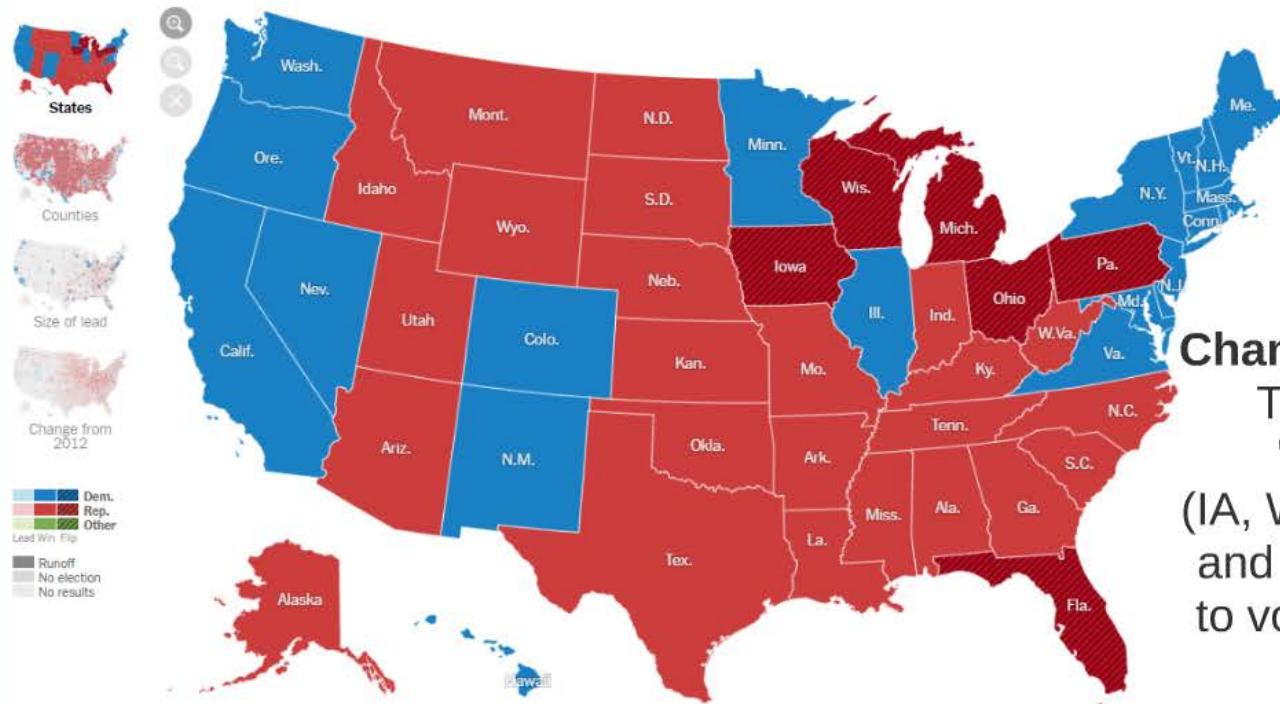 States
Counties
Size of lead
Change from
2012
Dem.
Rep.
Other
Lead Win Flip
Runoff
No election
No results
Wash.
Ore.
Calif.
Nev.
Idaho
Mont.
Wyo.
Utah
Ariz.
Colo.
N.M.
N.D.
S.D.
Neb.
Kan.
Okla.
Tex.
Minn.
Iowa
Mo.
Ark.
La.
Wis.
Ill.
Mich.
Ind.
Ohio
Ky.
Tenn.
Miss.
Ala.
Ga.
Fla.
S.C.
N.C.
Va.
W.Va.
Md.
Pa.
N.J.
N.Y.
Conn.
Mass.
Vt.
N.H.
Me.
Alaska
Hawaii
Char
T
(IA, W
and
to vo